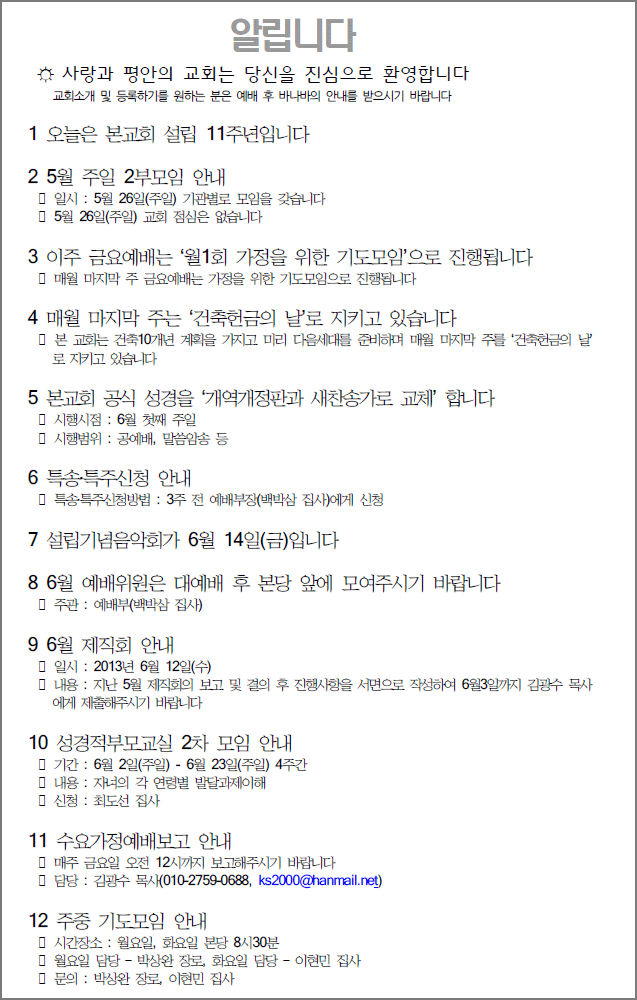 알립니다
☼ 사랑과 평안의 교회는 당신을 진심으로 환영합니다
교회소개 및 등록하기를 원하는 분은 예배 후 바나바의 안내를 받으시기 바랍니다
1 오늘은 본교회 설립 11주년입니다
2 5월 주일 2부모임 안내
▯ 일시 : 5월 26일(주일) 기관별로 모임을 갖습니다
▯ 5월 26일(주일) 교회 점심은 없습니다
3 이주 금요예배는 ‘월1회 가정을 위한 기도모임’으로 진행됩니다
▯ 매월 마지막 주 금요예배는 가정을 위한 기도모임으로 진행됩니다
4 매월 마지막 주는 ‘건축헌금의 날’로 지키고 있습니다
▯ 본 교회는 건축10개년 계획을 가지고 미리 다음세대를 준비하며 매월 마지막 주를 ‘건축헌금의 날’
로 지키고 있습니다
5 본교회 공식 성경을 ‘개역개정판과 새찬송가로 교체’ 합니다
▯ 시행시점 : 6월 첫째 주일
▯ 시행범위 : 공예배, 말씀암송 등
6 특송·특주신청 안내
▯ 특송·특주신청방법 : 3주 전 예배부장(백박삼 집사)에게 신청
7 설립기념음악회가 6월 14일(금)입니다
8 6월 예배위원은 대예배 후 본당 앞에 모여주시기 바랍니다
▯ 주관 : 예배부(백박삼 집사)
9 6월 제직회 안내
▯ 일시 : 2013년 6월 12일(수)
▯ 내용 : 지난 5월 제직회의 보고 및 결의 후 진행사항을 서면으로 작성하여 6월3일까지 김광수 목사
에게 제출해주시기 바랍니다
10 성경적부모교실 2차 모임 안내
▯ 기간 : 6월 2일(주일) - 6월 23일(주일) 4주간
▯ 내용 : 자녀의 각 연령별 발달과제이해
▯ 신청 : 최도선 집사
11 수요가정예배보고 안내
▯ 매주 금요일 오전 12시까지 보고해주시기 바랍니다
▯ 담당 : 김광수 목사(010-2759-0688, ks2000@hanmail.net)
12 주중 기도모임 안내
▯ 시간장소 : 월요일, 화요일 본당 8시30분
▯ 월요일 담당 - 박상완 장로, 화요일 담당 - 이현민 집사
▯ 문의 : 박상완 장로, 이현민 집사